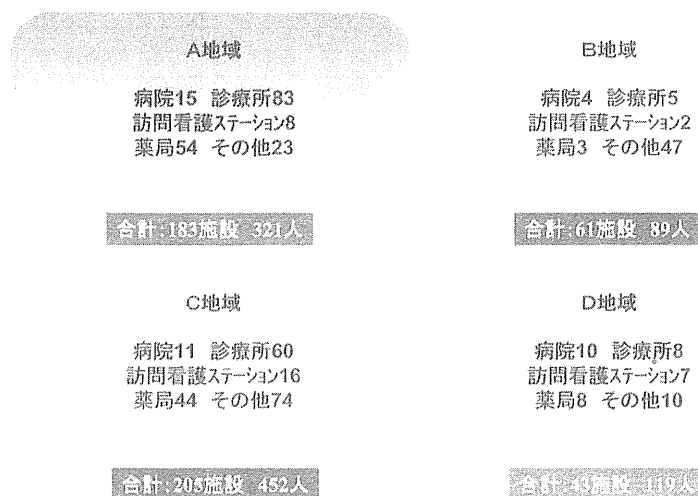 A地域
病院15 診療所83
訪問看護ステーション8
薬局54 その他23
合計:183施設 321人
B地域
病院4 診療所5
訪問看護ステーション2
薬局3 その他47
合計:61施設 89人
C地域
病院11 診療所60
訪問看護ステーション16
薬局44 その他74
合計:205施設 452人
D地域
病院10 診療所8
訪問看護ステーション7
薬局8 その他10
合計:43施設 119人